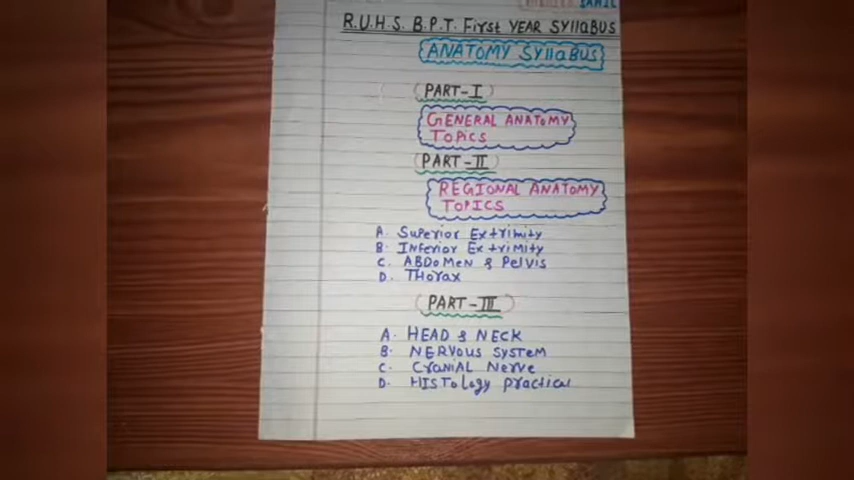 R.U.H.S. B.P.T. First YEAR SYllaBUS
ANATOMY SYllaBUS
PART-I
GENERAL ANATOMY
TOPICS
PART-II
REGIONAL ANATOMY
TOPICS
A. Superior Extrimity
B. INFerior Extrimity
C. ABDOMEN & PelVIS
D. THORAX
PART-III
A. HEAD & NECK
B. NERVOUS SYSTEM
C. CRANIAL Nerve
D. HISTology Practical